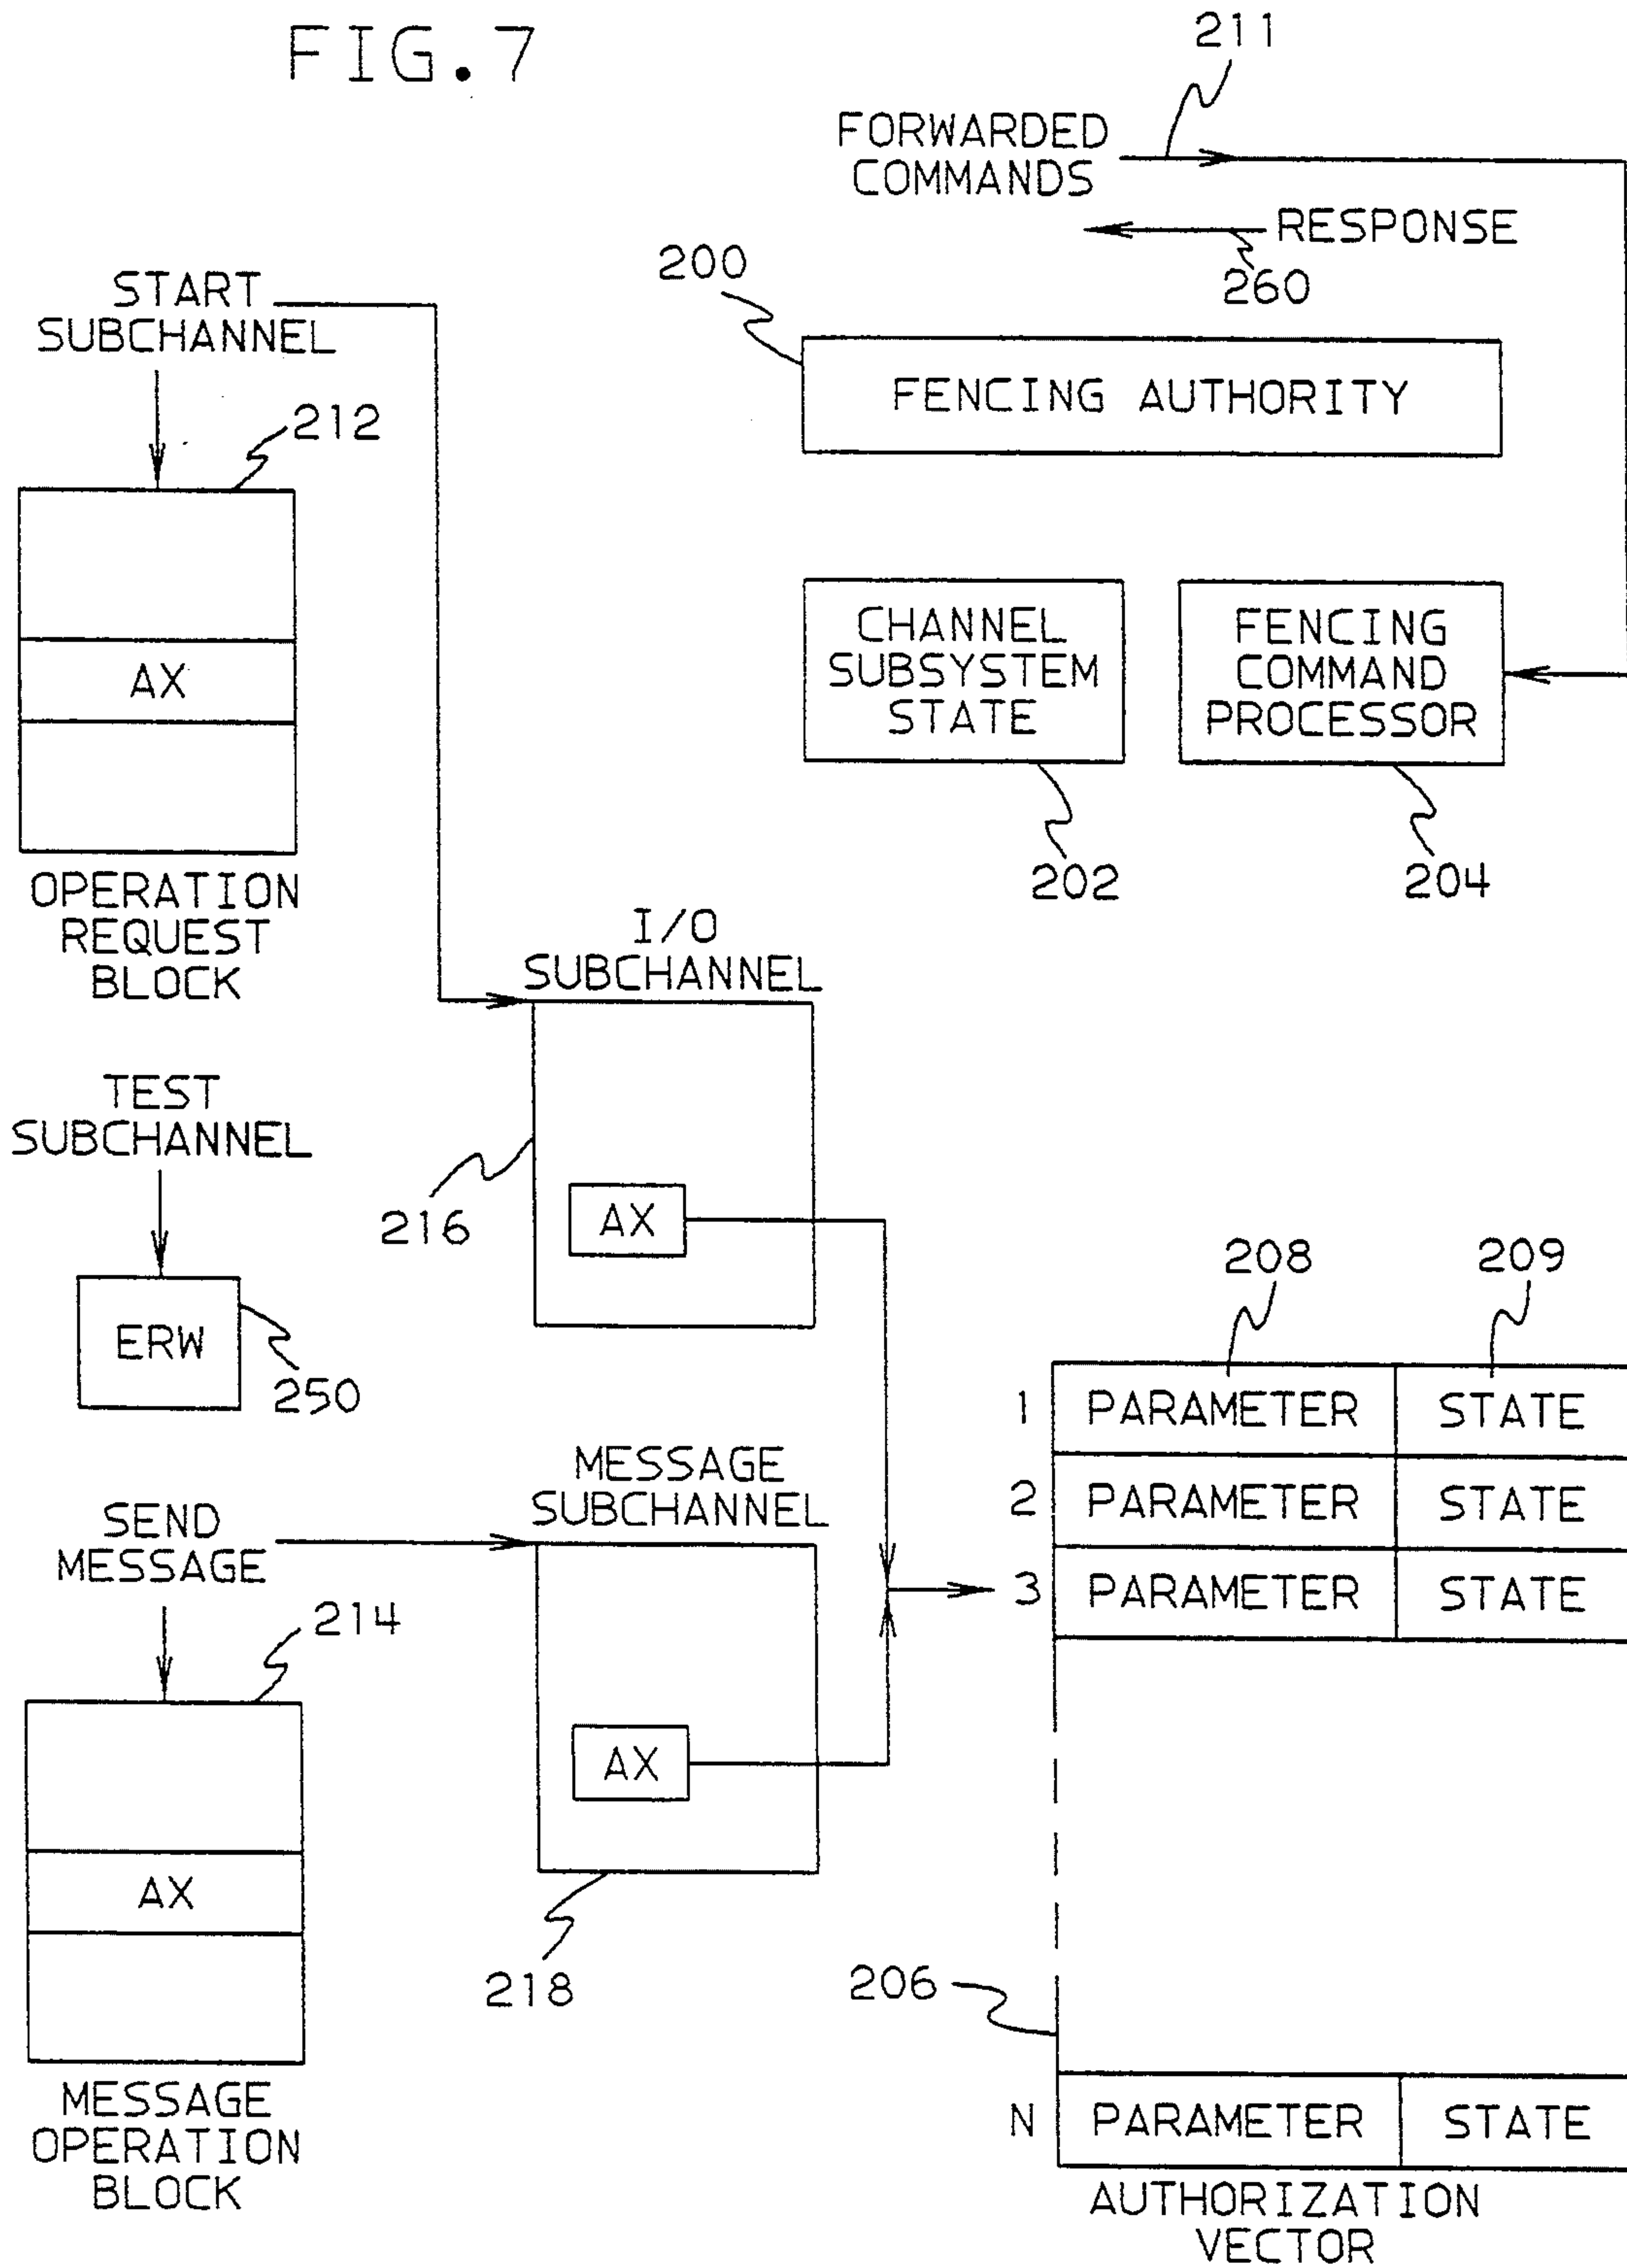 FIG.7
211
FORWARDED
COMMANDS
RESPONSE
260
200
FENCING AUTHORITY
START
SUBCHANNEL
212
AX
OPERATION
REQUEST
BLOCK
CHANNEL
SUBSYSTEM
STATE
202
FENCING
COMMAND
PROCESSOR
204
I/O
SUBCHANNEL
216
AX
TEST
SUBCHANNEL
ERW
250
MESSAGE
SUBCHANNEL
SEND
MESSAGE
214
AX
MESSAGE
OPERATION
BLOCK
AX
218
208
209
1 PARAMETER STATE
2 PARAMETER STATE
3 PARAMETER STATE
206
N PARAMETER STATE
AUTHORIZATION
VECTOR